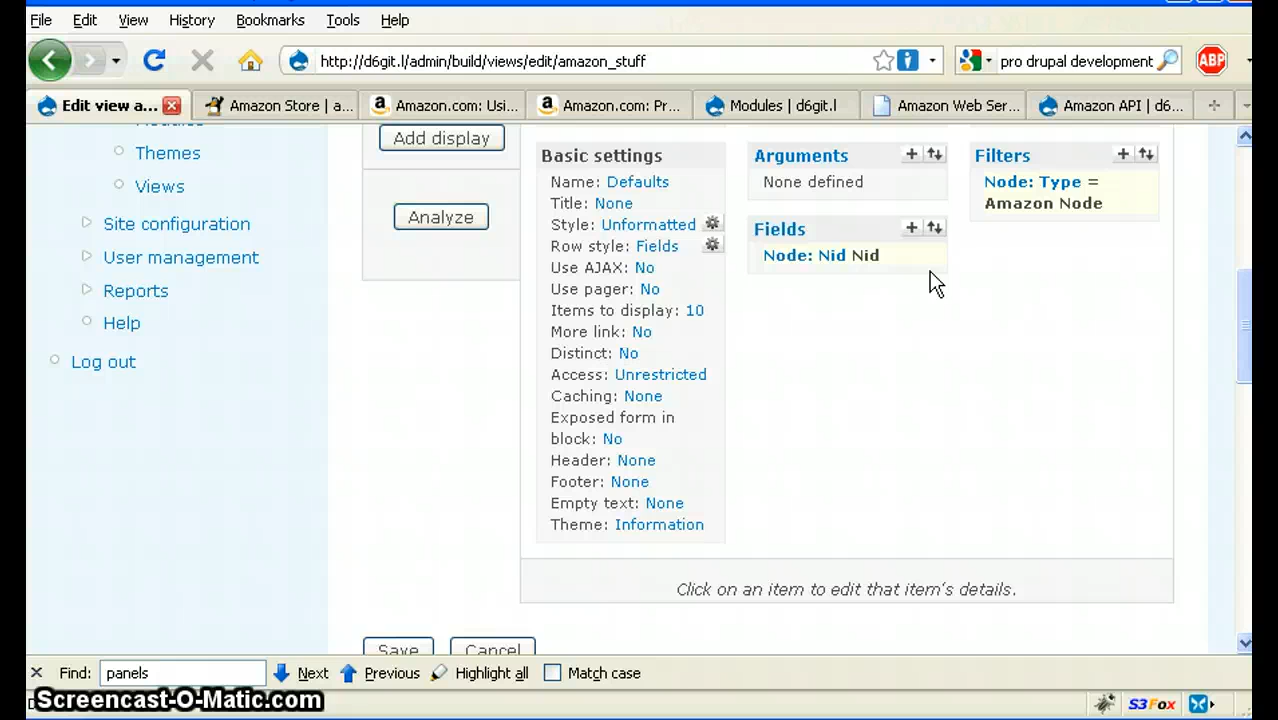 File Edit View History Bookmarks Tools Help
http://d6git.l/admin/build/views/edit/amazon_stuff
pro drupal development
ABP
Edit view a...
Amazon Store | a...
Amazon.com: Usi...
Amazon.com: Pr...
Modules | d6git.l
Amazon Web Ser...
Amazon API | d6...
Modules
Themes
Views
Site configuration
User management
Reports
Help
Log out
Add display
Analyze
Basic settings
Name: Defaults
Title: None
Style: Unformatted
Row style: Fields
Use AJAX: No
Use pager: No
Items to display: 10
More link: No
Distinct: No
Access: Unrestricted
Caching: None
Exposed form in
block: No
Header: None
Footer: None
Empty text: None
Theme: Information
Arguments
None defined
Fields
Node: Nid Nid
Filters
Node: Type =
Amazon Node
Click on an item to edit that item's details.
Save
Cancel
Find: panels Next Previous Highlight all Match case
Screencast-O-Matic.com
S3Fox